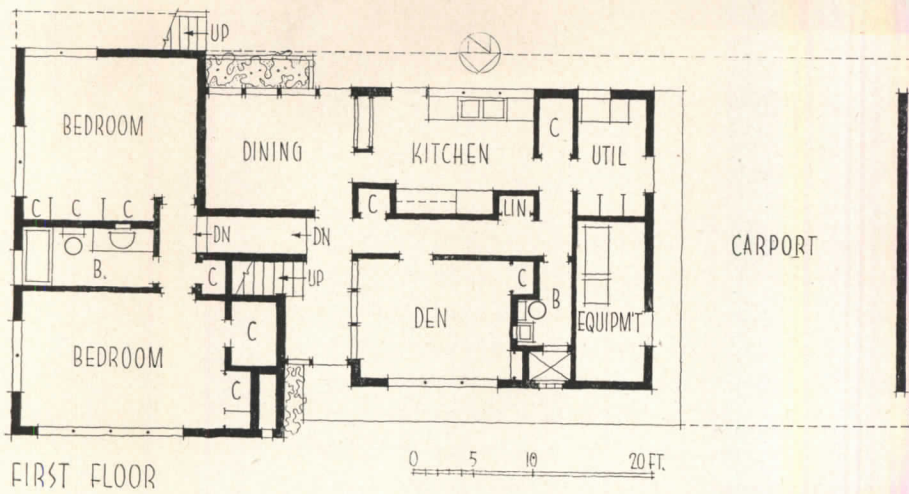 UP
BEDROOM
DINING
KITCHEN
C.
UTIL
C C C
C
LIN
DN
DN
B.
C
UP
CARPORT
DEN
C
B
EQUIPM'T
C
BEDROOM
C
FIRST FLOOR
0 5 10 20 FT.